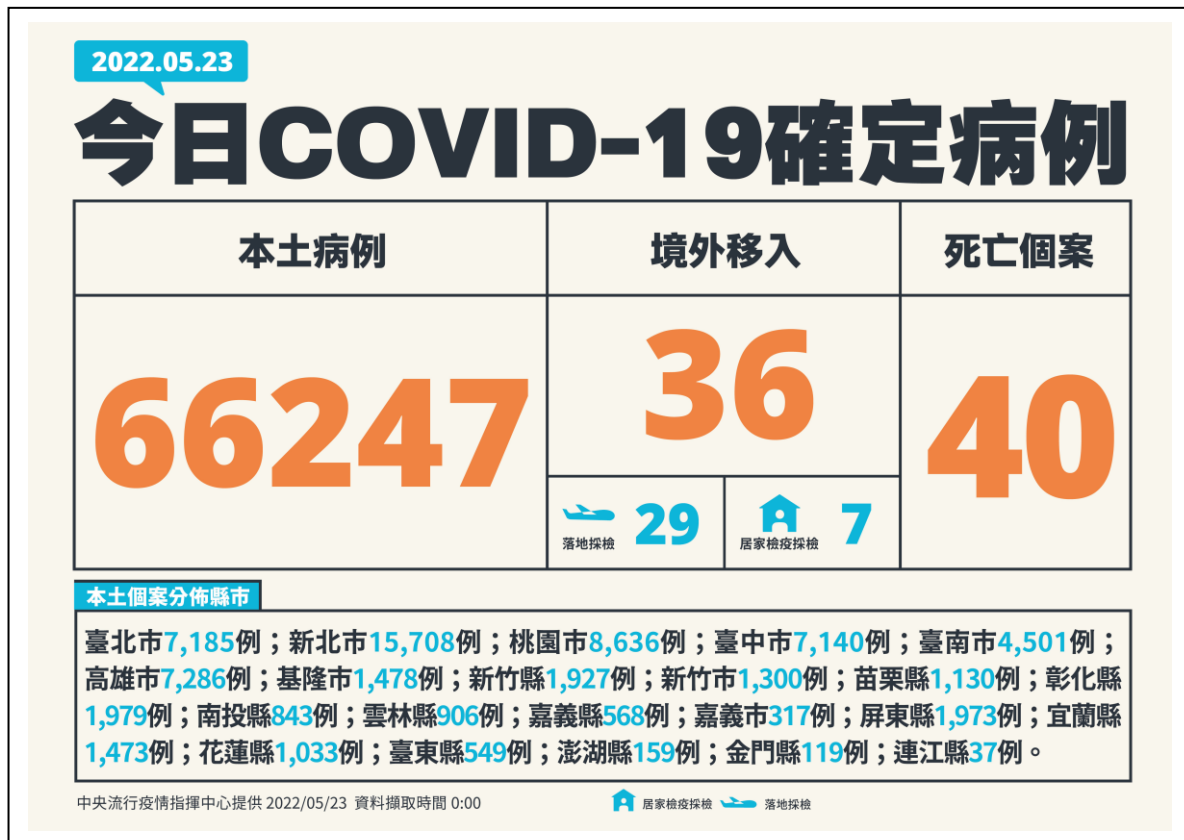 2022.05.23
今日COVID-19確定病例
本土病例
境外移入
死亡個案
66247
36
40
落地採檢
29
居家檢疫採檢
7
本土個案分佈縣市
臺北市7,185例；新北市15,708例；桃園市8,636例；臺中市7,140例；臺南市4,501例；
高雄市7,286例；基隆市1,478例；新竹縣1,927例；新竹市1,300例；苗栗縣1,130例；彰化縣
1,979例；南投縣843例；雲林縣906例；嘉義縣568例；嘉義市317例；屏東縣1,973例；宜蘭縣
1,473例；花蓮縣1,033例；臺東縣549例；澎湖縣159例；金門縣119例；連江縣37例。
中央流行疫情指揮中心提供 2022/05/23 資料擷取時間 0:00
居家檢疫採檢
落地採檢